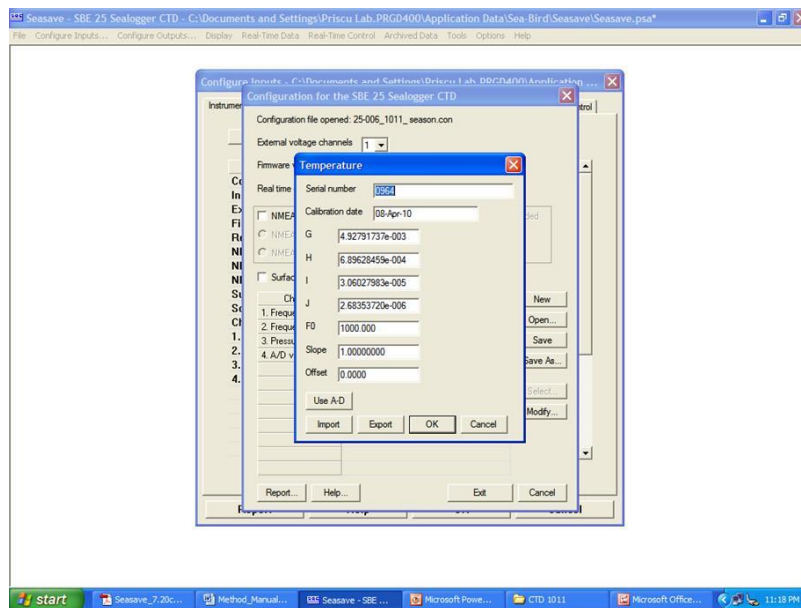 Seasave - SBE 25 Sealogger CTD - C:\Documents and Settings\Priscu Lab.PRGD400\Application Data\Sea-Bird\Seasave\Seasave.psa*
File Configure Inputs... Configure Outputs... Display Real-Time Data Real-Time Control Archived Data Tools Options Help
Configure Inputs - C:\Documents and Settings\Priscu Lab.PRGD400\Application ...
Configuration for the SBE 25 Sealogger CTD
Configuration file opened: 25-006_1011_ season.con
External voltage channels 1
Firmware
Temperature
Real time
Serial number 0964
Calibration date 08-Apr-10
NMEA
G 4.92791737e-003
H 6.89628459e-004
I 3.06027983e-005
J 2.68353720e-006
F0 1000.000
Slope 1.00000000
Offset 0.0000
1. Freque
2. Freque
3. Pressu
4. A/D v
1.
2.
3.
4.
New
Open...
Save
Save As...
Select...
Modify...
Use A-D
Import Export OK Cancel
Report... Help... Exit Cancel
start Seasave_7.20c... Method_Manual... Seasave - SBE ... Microsoft Powe... CTD 1011 Microsoft Office... 11:18 PM